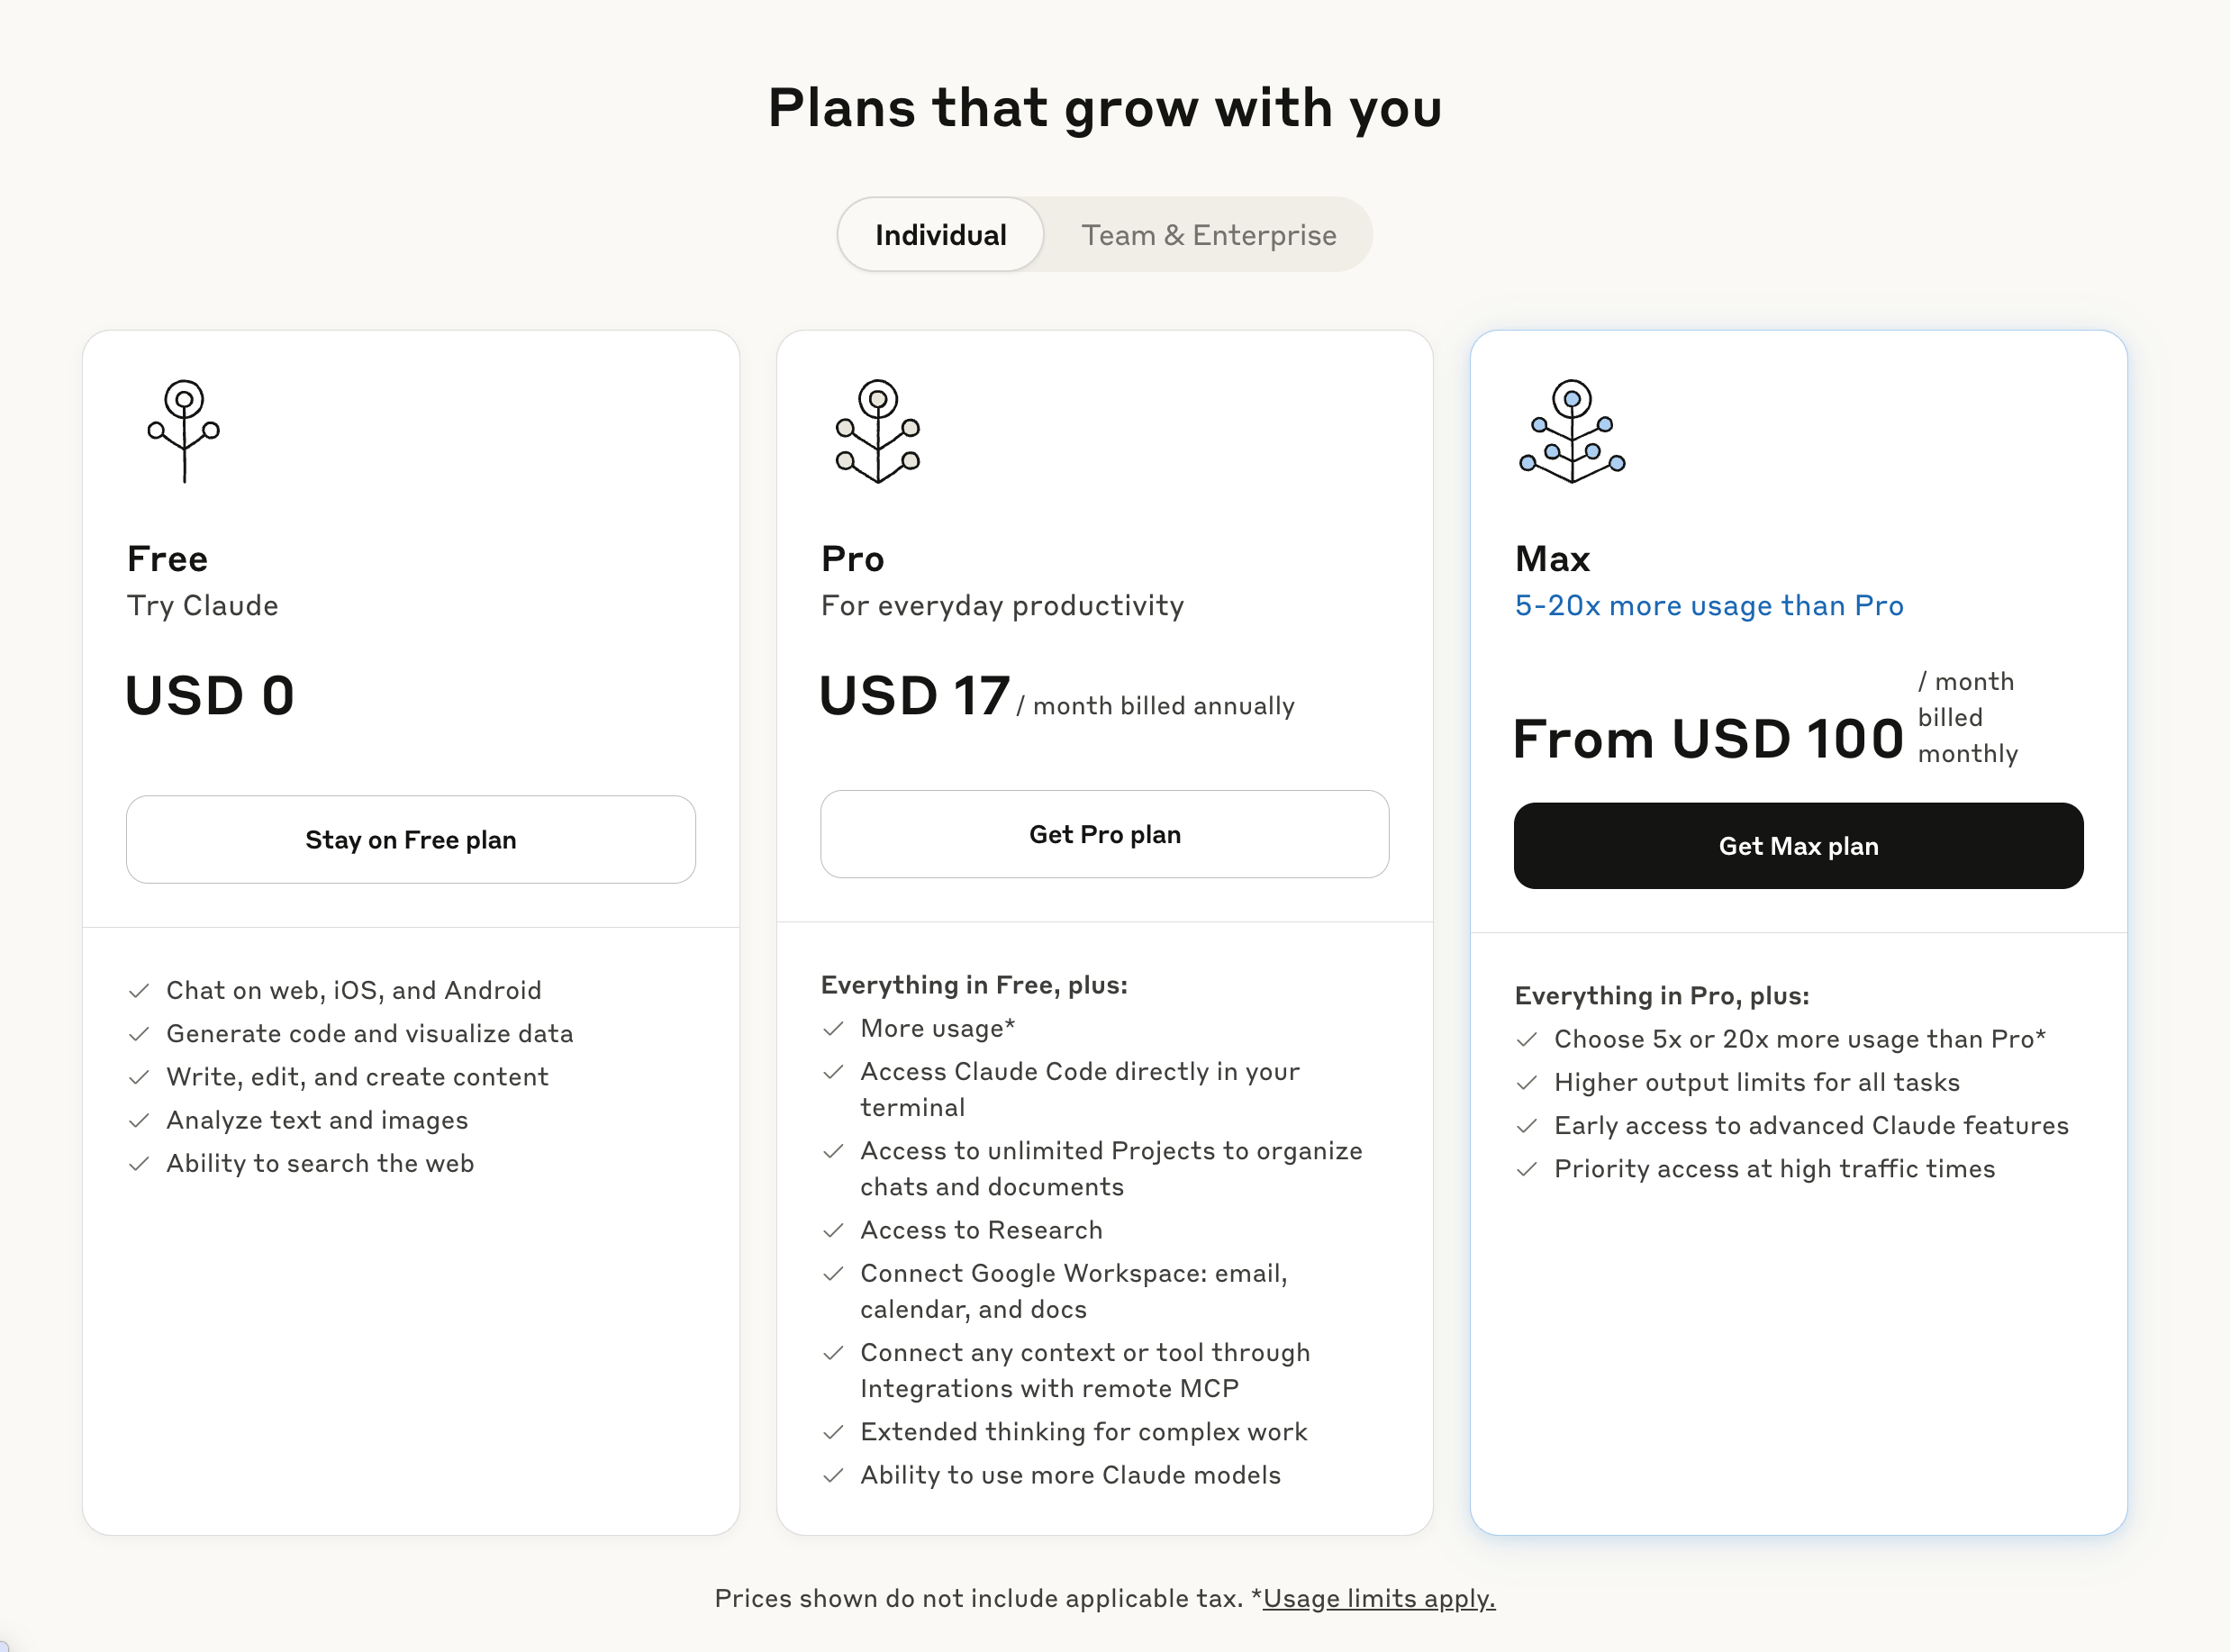 Plans that grow with you
Individual
Team & Enterprise
Free
Try Claude
USD 0
Stay on Free plan
Chat on web, iOS, and Android
Generate code and visualize data
Write, edit, and create content
Analyze text and images
Ability to search the web
Pro
For everyday productivity
USD 17 / month billed annually
Get Pro plan
Everything in Free, plus:
More usage*
Access Claude Code directly in your
terminal
Access to unlimited Projects to organize
chats and documents
Access to Research
Connect Google Workspace: email,
calendar, and docs
Connect any context or tool through
Integrations with remote MCP
Extended thinking for complex work
Ability to use more Claude models
Max
5-20x more usage than Pro
From USD 100
/ month
billed
monthly
Get Max plan
Everything in Pro, plus:
Choose 5x or 20x more usage than Pro*
Higher output limits for all tasks
Early access to advanced Claude features
Priority access at high traffic times
Prices shown do not include applicable tax. *Usage limits apply.